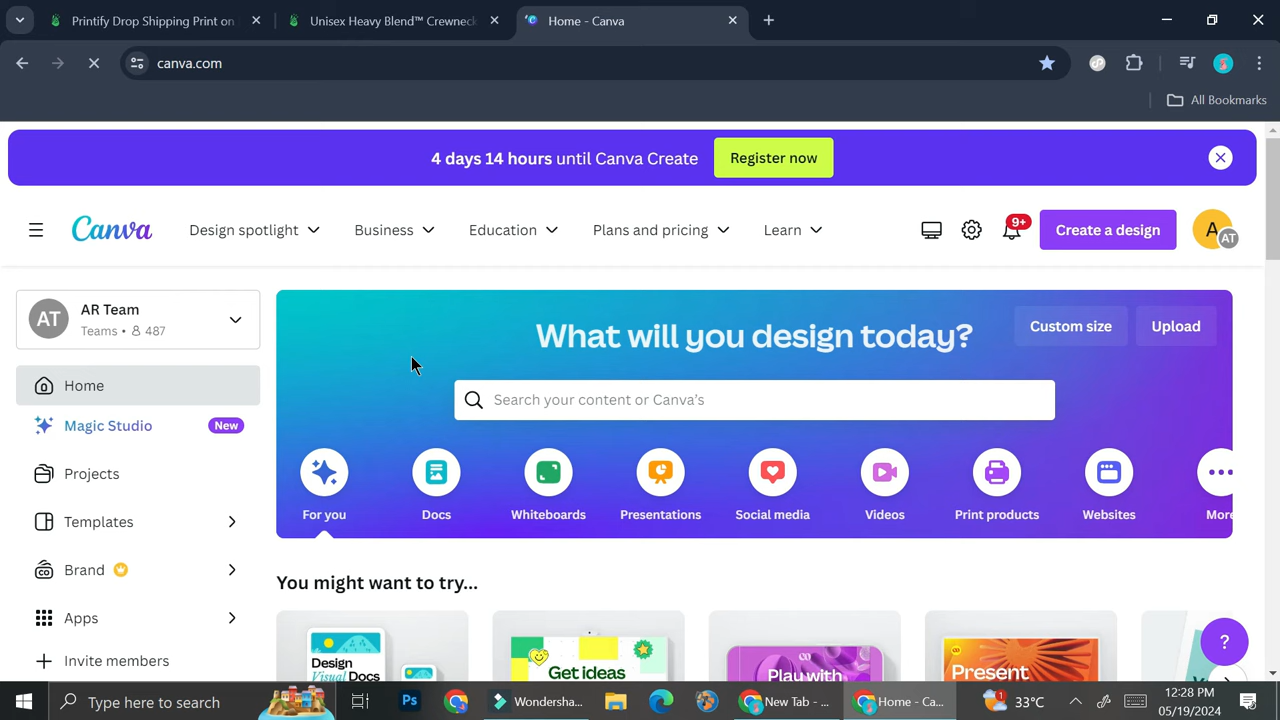 Printify Drop Shipping Print on
Unisex Heavy Blend™ Crewneck
Home - Canva
canva.com
All Bookmarks
4 days 14 hours until Canva Create
Register now
Canva
Design spotlight
Business
Education
Plans and pricing
Learn
9+
Create a design
A
AT
AT
AR Team
Teams • 487
What will you design today?
Custom size
Upload
Search your content or Canva's
Home
Magic Studio
New
Projects
Templates
Brand
Apps
Invite members
For you
Docs
Whiteboards
Presentations
Social media
Videos
Print products
Websites
More
You might want to try...
Design
Visual Docs
Get ideas
Play with
Present
?
Type here to search
Ps
Wondersha...
New Tab - ...
Home - Ca...
1
33°C
12:28 PM
05/19/2024